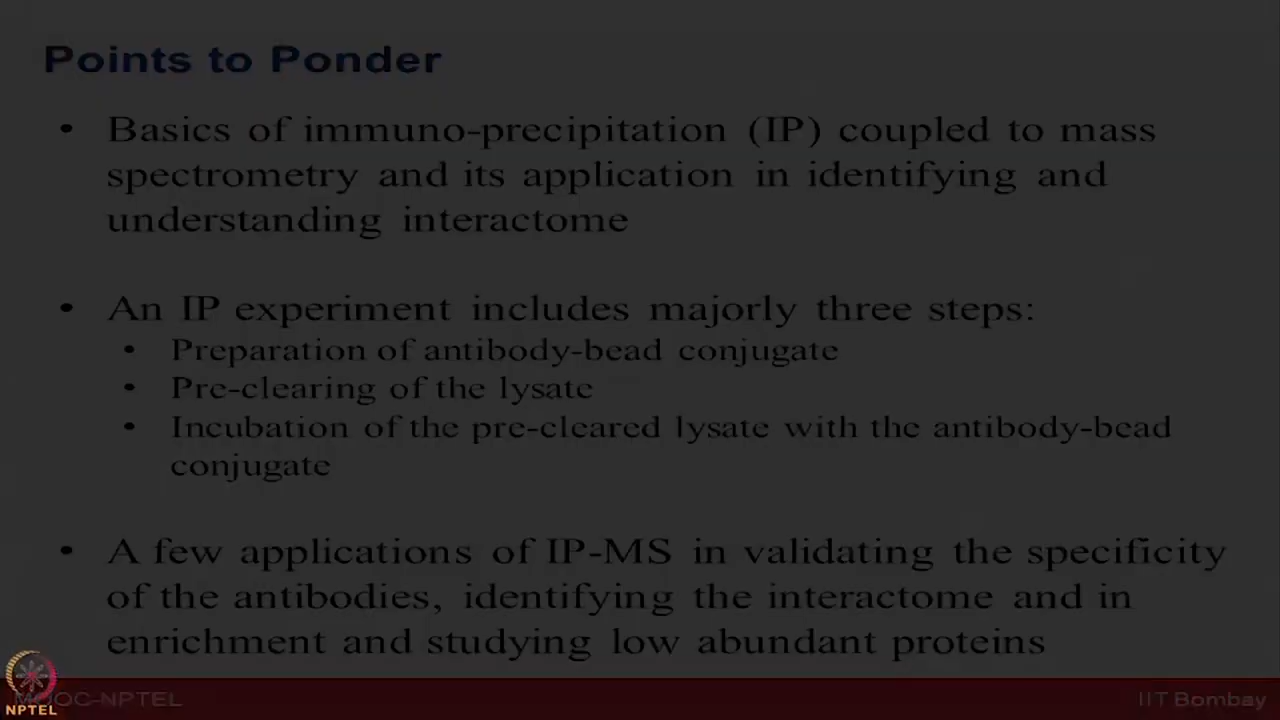 Points to Ponder
• Basics of immuno-precipitation (IP) coupled to mass
spectrometry and its application in identifying and
understanding interactome
• An IP experiment includes majorly three steps:
• Preparation of antibody-bead conjugate
• Pre-clearing of the lysate
• Incubation of the pre-cleared lysate with the antibody-bead
conjugate
• A few applications of IP-MS in validating the specificity
of the antibodies, identifying the interactome and in
enrichment and studying low abundant proteins
MOOC-NPTEL
IIT Bombay
NPTEL